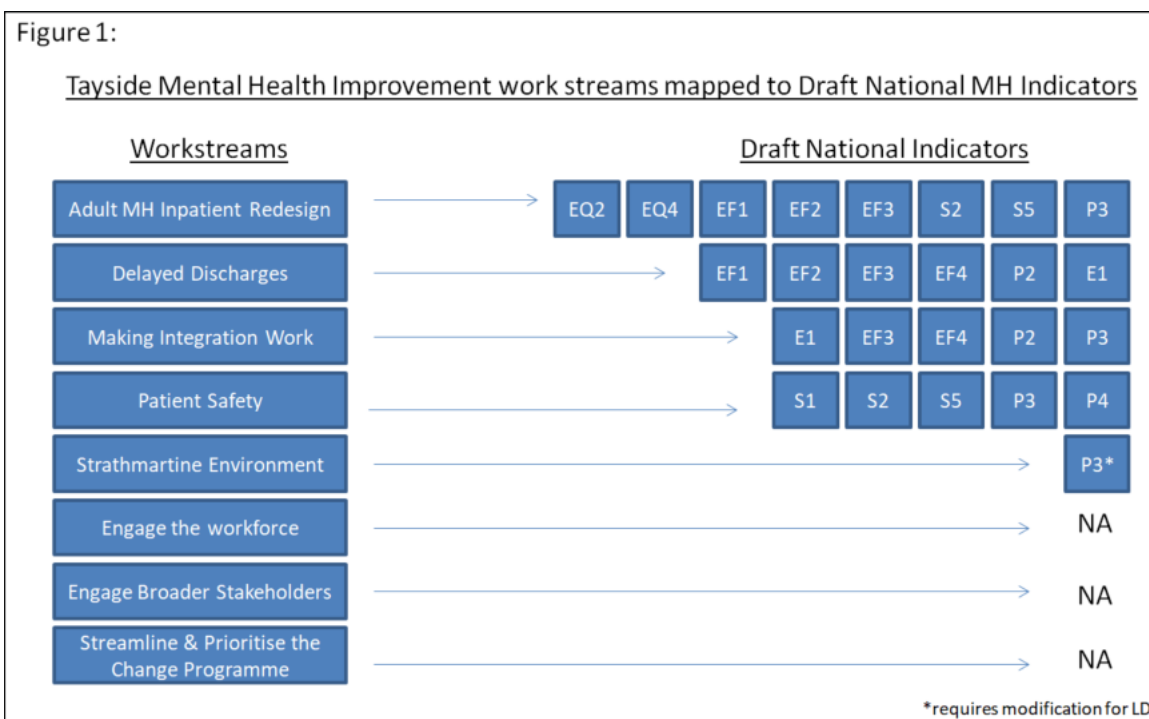 Figure 1:
Tayside Mental Health Improvement work streams mapped to Draft National MH Indicators
Workstreams Draft National Indicators
Adult MH Inpatient Redesign EQ2 EQ4 EF1 EF2 EF3 S2 S5 P3
Delayed Discharges EF1 EF2 EF3 EF4 P2 E1
Making Integration Work E1 EF3 EF4 P2 P3
Patient Safety S1 S2 S5 P3 P4
Strathmartine Environment P3*
Engage the workforce NA
Engage Broader Stakeholders NA
Streamline & Prioritise the
Change Programme NA
*requires modification for LD